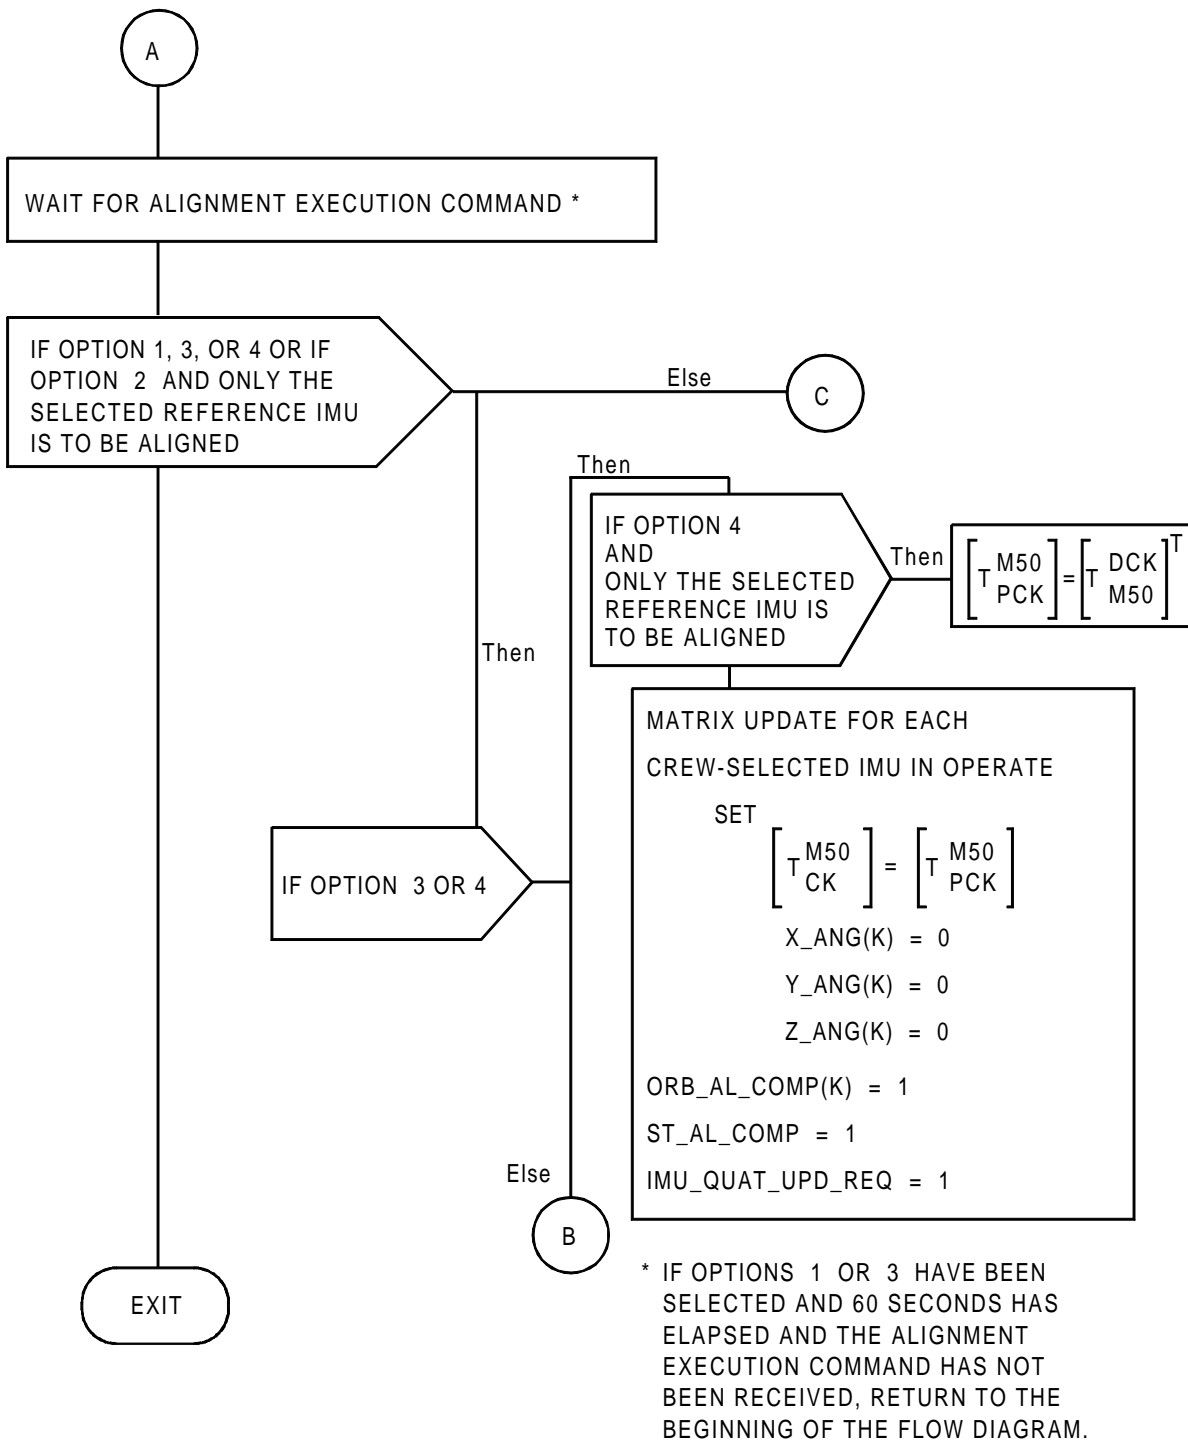 A
WAIT FOR ALIGNMENT EXECUTION COMMAND *
IF OPTION 1, 3, OR 4 OR IF
OPTION 2 AND ONLY THE
SELECTED REFERENCE IMU
IS TO BE ALIGNED
Else
C
Then
Then
IF OPTION 4
AND
ONLY THE SELECTED
REFERENCE IMU IS
TO BE ALIGNED
Then
[T M50 PCK] = [T DCK M50] T
IF OPTION 3 OR 4
MATRIX UPDATE FOR EACH
CREW-SELECTED IMU IN OPERATE
SET
[T M50 CK] = [T M50 PCK]
X_ANG(K) = 0
Y_ANG(K) = 0
Z_ANG(K) = 0
ORB_AL_COMP(K) = 1
ST_AL_COMP = 1
IMU_QUAT_UPD_REQ = 1
Else
B
EXIT
* IF OPTIONS 1 OR 3 HAVE BEEN
SELECTED AND 60 SECONDS HAS
ELAPSED AND THE ALIGNMENT
EXECUTION COMMAND HAS NOT
BEEN RECEIVED, RETURN TO THE
BEGINNING OF THE FLOW DIAGRAM.